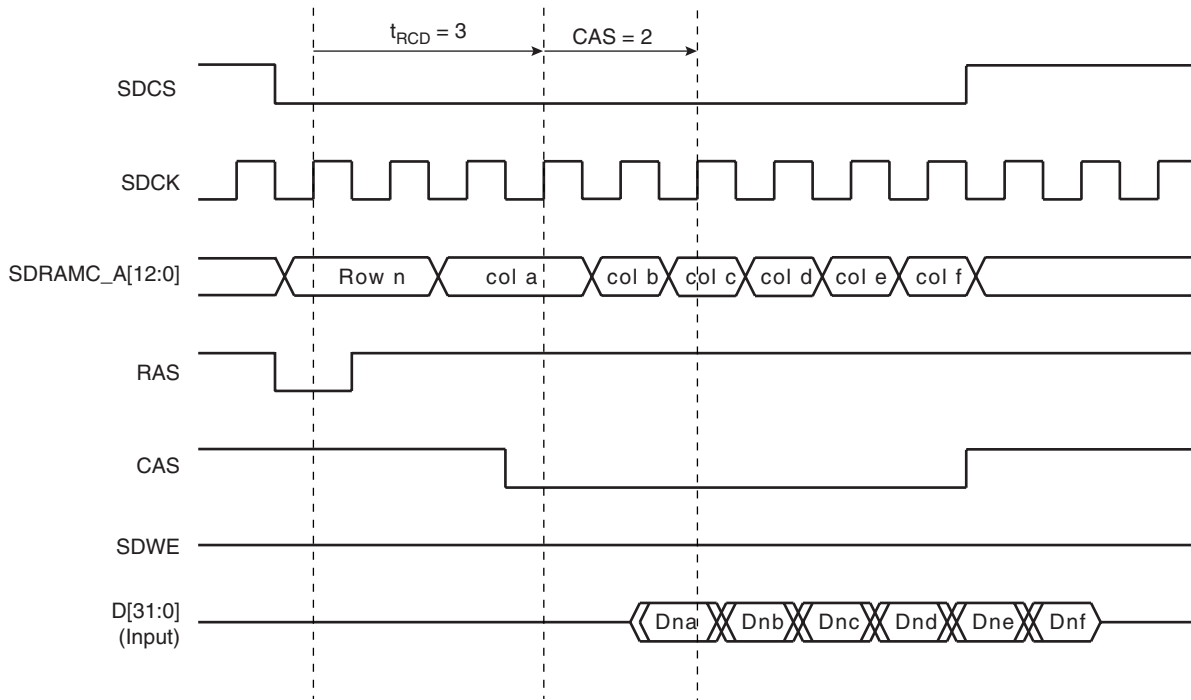 t_RCD = 3 CAS = 2
SDCS
SDCK
SDRAMC_A[12:0] Row n col a col b col c col d col e col f
RAS
CAS
SDWE
D[31:0]
(Input)
Dna Dnb Dnc Dnd Dne Dnf